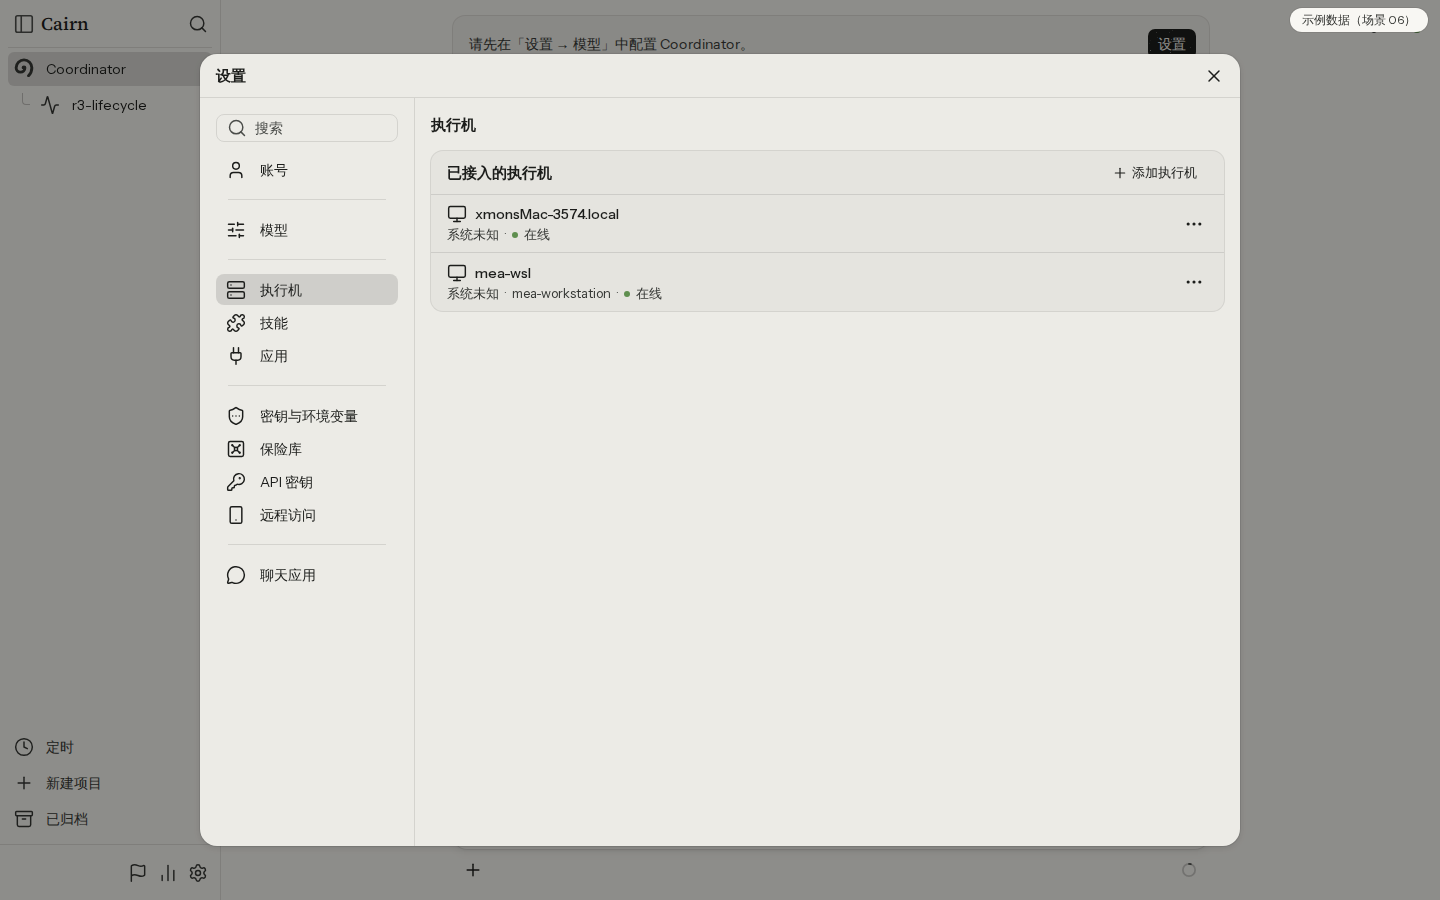 Cairn
Coordinator
r3-lifecycle
定时
新建项目
已归档
请先在「设置 → 模型」中配置 Coordinator。
设置
示例数据（场景 06）
设置
搜索
账号
模型
执行机
技能
应用
密钥与环境变量
保险库
API 密钥
远程访问
聊天应用
执行机
已接入的执行机
添加执行机
xmonsMac-3574.local
系统未知 · 在线
mea-wsl
系统未知 · mea-workstation · 在线